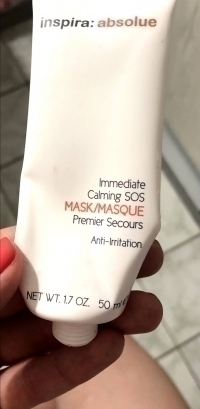 inspira: absolue
Immediate
Calming SOS
MASK/MASQUE
Premier Secours
Anti-Irritation
NET WT. 1.7 OZ. 50 ml